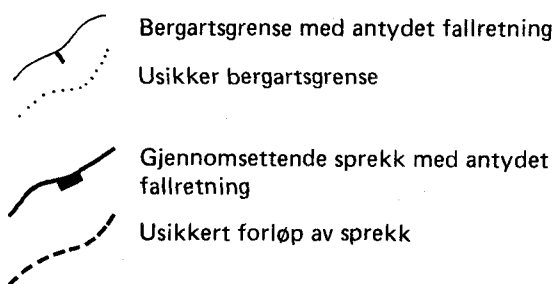 Bergartsgrense med antydet fallretning
Usikker bergartsgrense
Gjennomsettende sprekk med antydet
fallretning
Usikkert forløp av sprekk